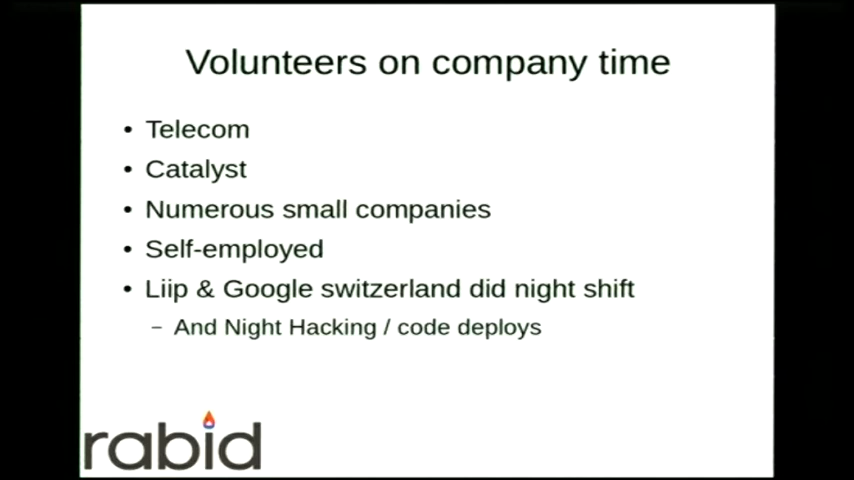 Volunteers on company time
• Telecom
• Catalyst
• Numerous small companies
• Self-employed
• Liip & Google switzerland did night shift
– And Night Hacking / code deploys
rabid